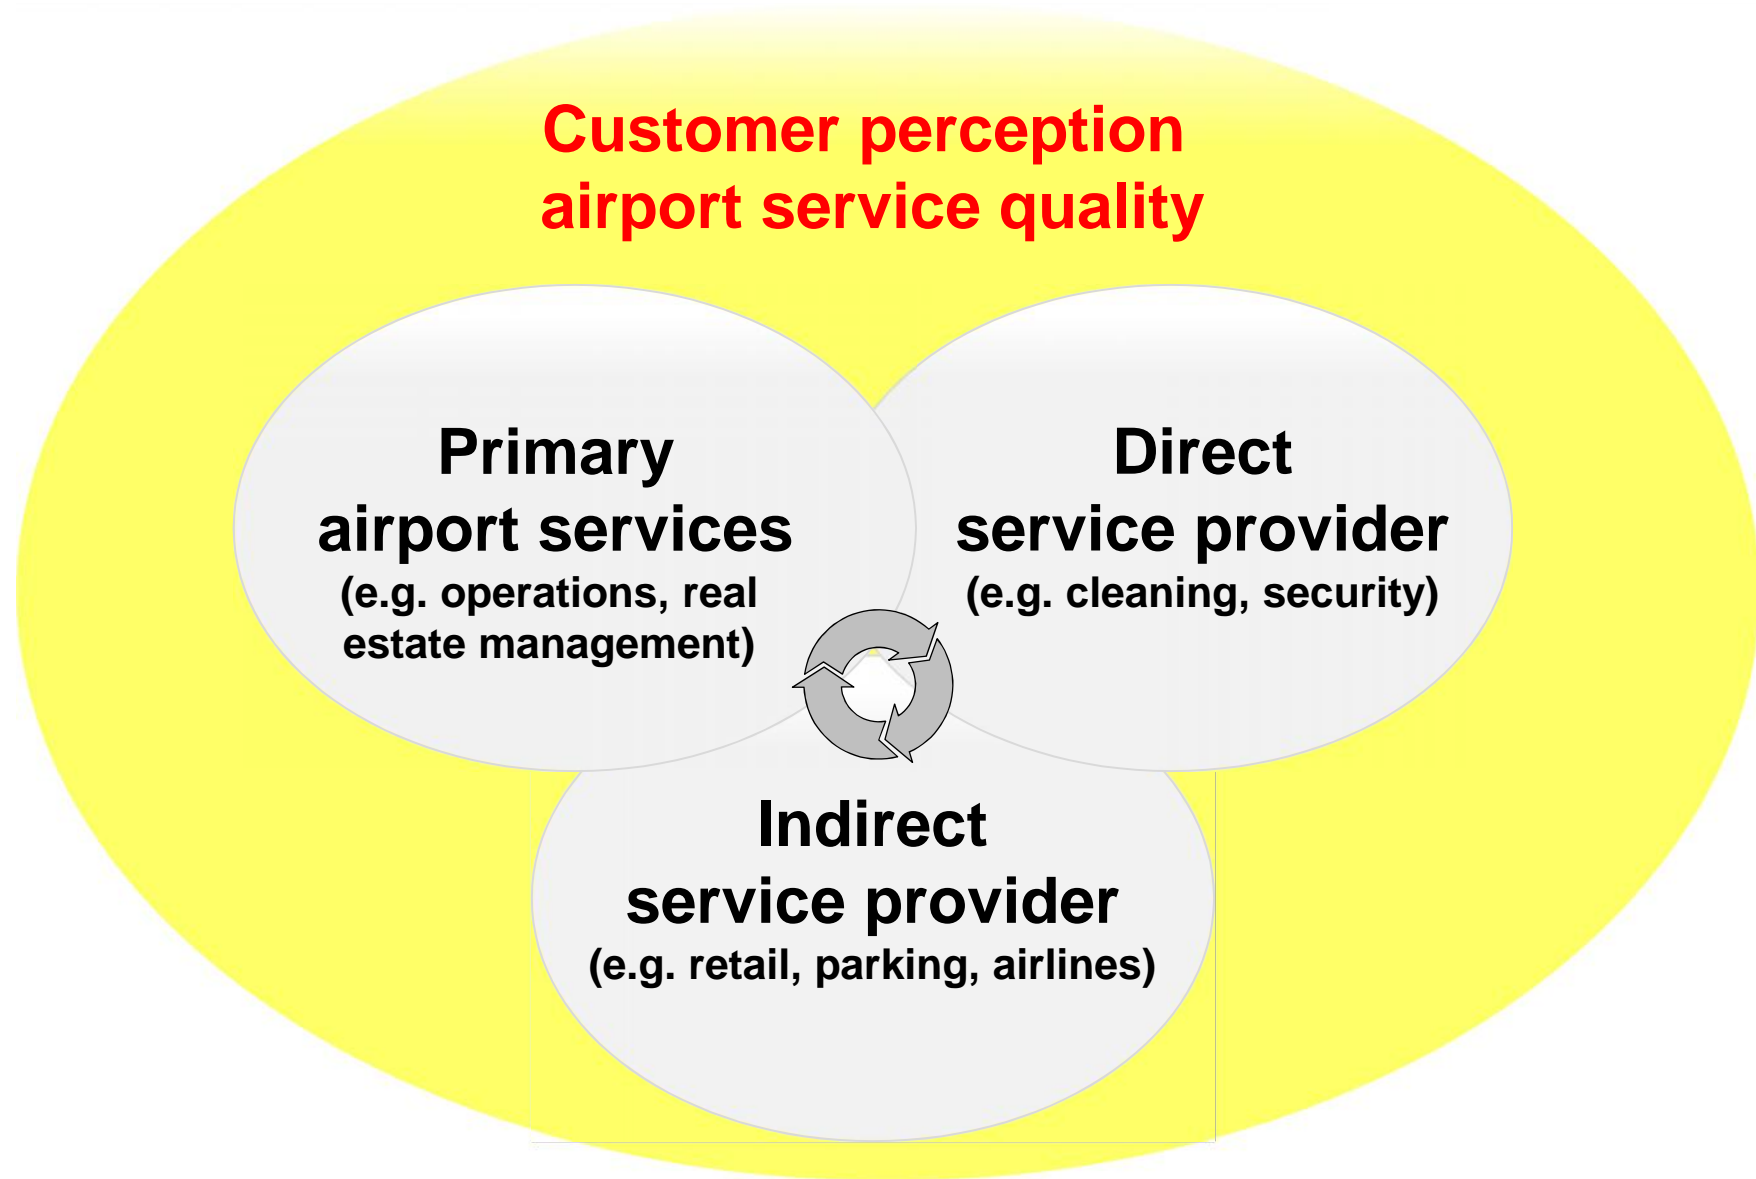 Customer perception
airport service quality
Primary
airport services
(e.g. operations, real
estate management)
Direct
service provider
(e.g. cleaning, security)
Indirect
service provider
(e.g. retail, parking, airlines)